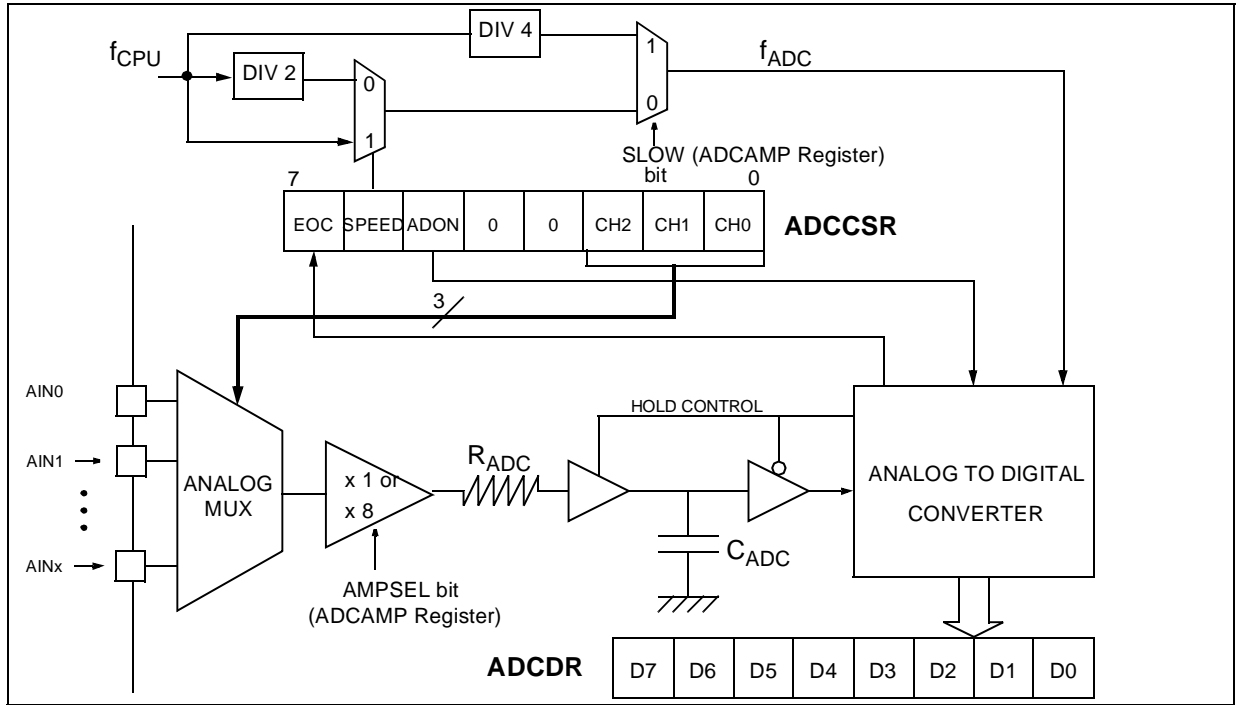 DIV 4
fCPU
DIV 2
0
1
1
0
fADC
SLOW (ADCAMP Register)
bit
7
0
EOC SPEED ADON 0 0 CH2 CH1 CH0
ADCCSR
3
AIN0
AIN1
AINx
ANALOG
MUX
x 1 or
x 8
AMPSEL bit
(ADCAMP Register)
RADC
HOLD CONTROL
CADC
ANALOG TO DIGITAL
CONVERTER
ADCDR
D7 D6 D5 D4 D3 D2 D1 D0